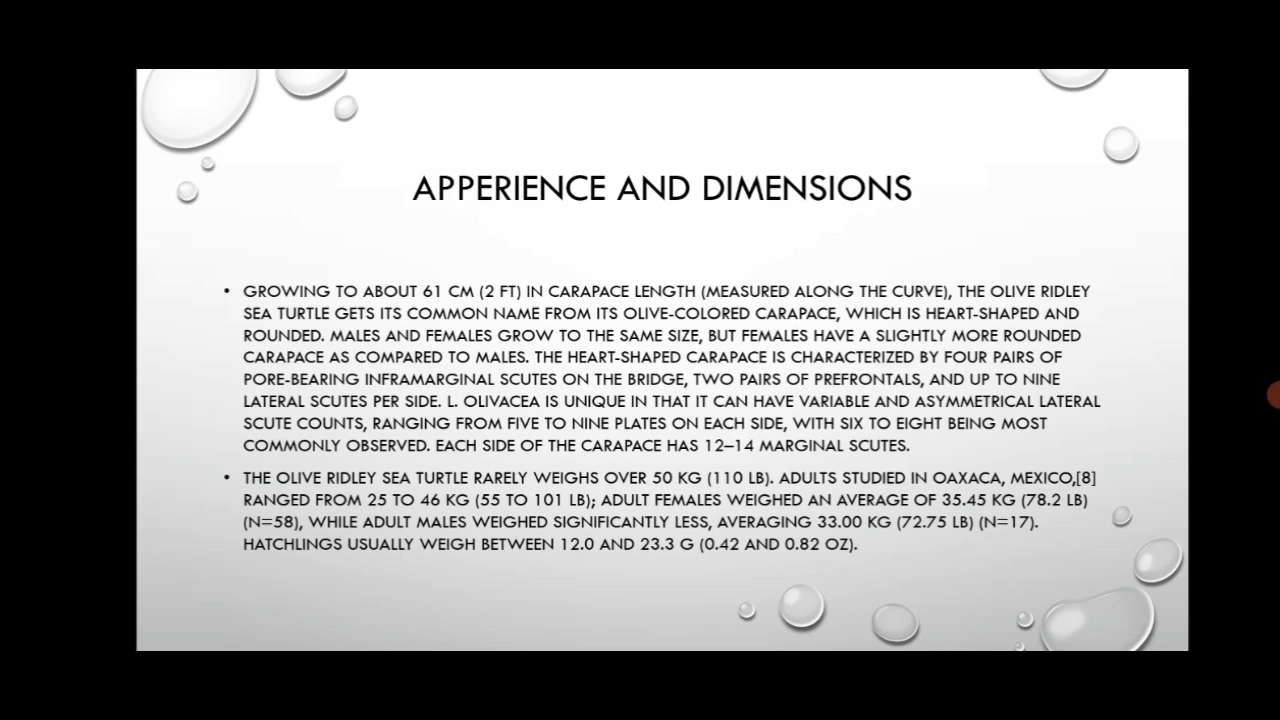 APPERIENCE AND DIMENSIONS
• GROWING TO ABOUT 61 CM (2 FT) IN CARAPACE LENGTH (MEASURED ALONG THE CURVE), THE OLIVE RIDLEY
SEA TURTLE GETS ITS COMMON NAME FROM ITS OLIVE-COLORED CARAPACE, WHICH IS HEART-SHAPED AND
ROUNDED. MALES AND FEMALES GROW TO THE SAME SIZE, BUT FEMALES HAVE A SLIGHTLY MORE ROUNDED
CARAPACE AS COMPARED TO MALES. THE HEART-SHAPED CARAPACE IS CHARACTERIZED BY FOUR PAIRS OF
PORE-BEARING INFRAMARGINAL SCUTES ON THE BRIDGE, TWO PAIRS OF PREFRONTALS, AND UP TO NINE
LATERAL SCUTES PER SIDE. L. OLIVACEA IS UNIQUE IN THAT IT CAN HAVE VARIABLE AND ASYMMETRICAL LATERAL
SCUTE COUNTS, RANGING FROM FIVE TO NINE PLATES ON EACH SIDE, WITH SIX TO EIGHT BEING MOST
COMMONLY OBSERVED. EACH SIDE OF THE CARAPACE HAS 12–14 MARGINAL SCUTES.
• THE OLIVE RIDLEY SEA TURTLE RARELY WEIGHS OVER 50 KG (110 LB). ADULTS STUDIED IN OAXACA, MEXICO,[8]
RANGED FROM 25 TO 46 KG (55 TO 101 LB); ADULT FEMALES WEIGHED AN AVERAGE OF 35.45 KG (78.2 LB)
(N=58), WHILE ADULT MALES WEIGHED SIGNIFICANTLY LESS, AVERAGING 33.00 KG (72.75 LB) (N=17).
HATCHLINGS USUALLY WEIGH BETWEEN 12.0 AND 23.3 G (0.42 AND 0.82 OZ).